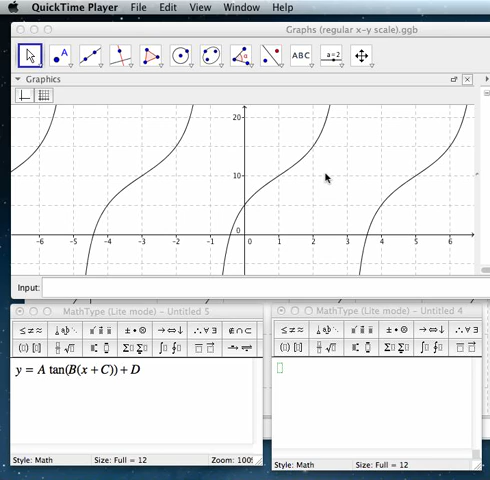 QuickTime Player File Edit View Window Help
Graphs (regular x-y scale).ggb
ABC a=2
Graphics
20
10
0
-6 -5 -4 -3 -2 -1 0 1 2 3 4 5 6
Input:
MathType (Lite mode) – Untitled 5
MathType (Lite mode) – Untitled 4
y = A tan(B(x + C)) + D
Style: Math Size: Full = 12 Zoom: 100
Style: Math Size: Full = 12